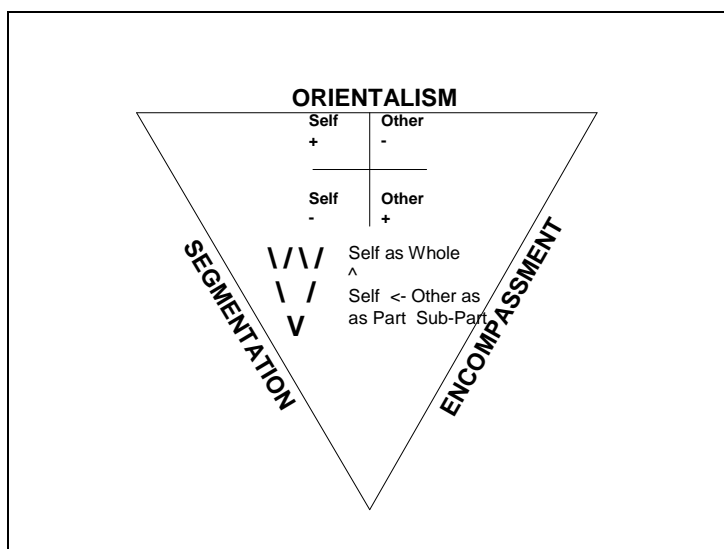 ORIENTALISM
Self Other
+ -
Self Other
- +
SEGMENTATION
\/\/ Self as Whole
^
\ / Self <- Other as
V as Part Sub-Part
ENCOMPASSMENT